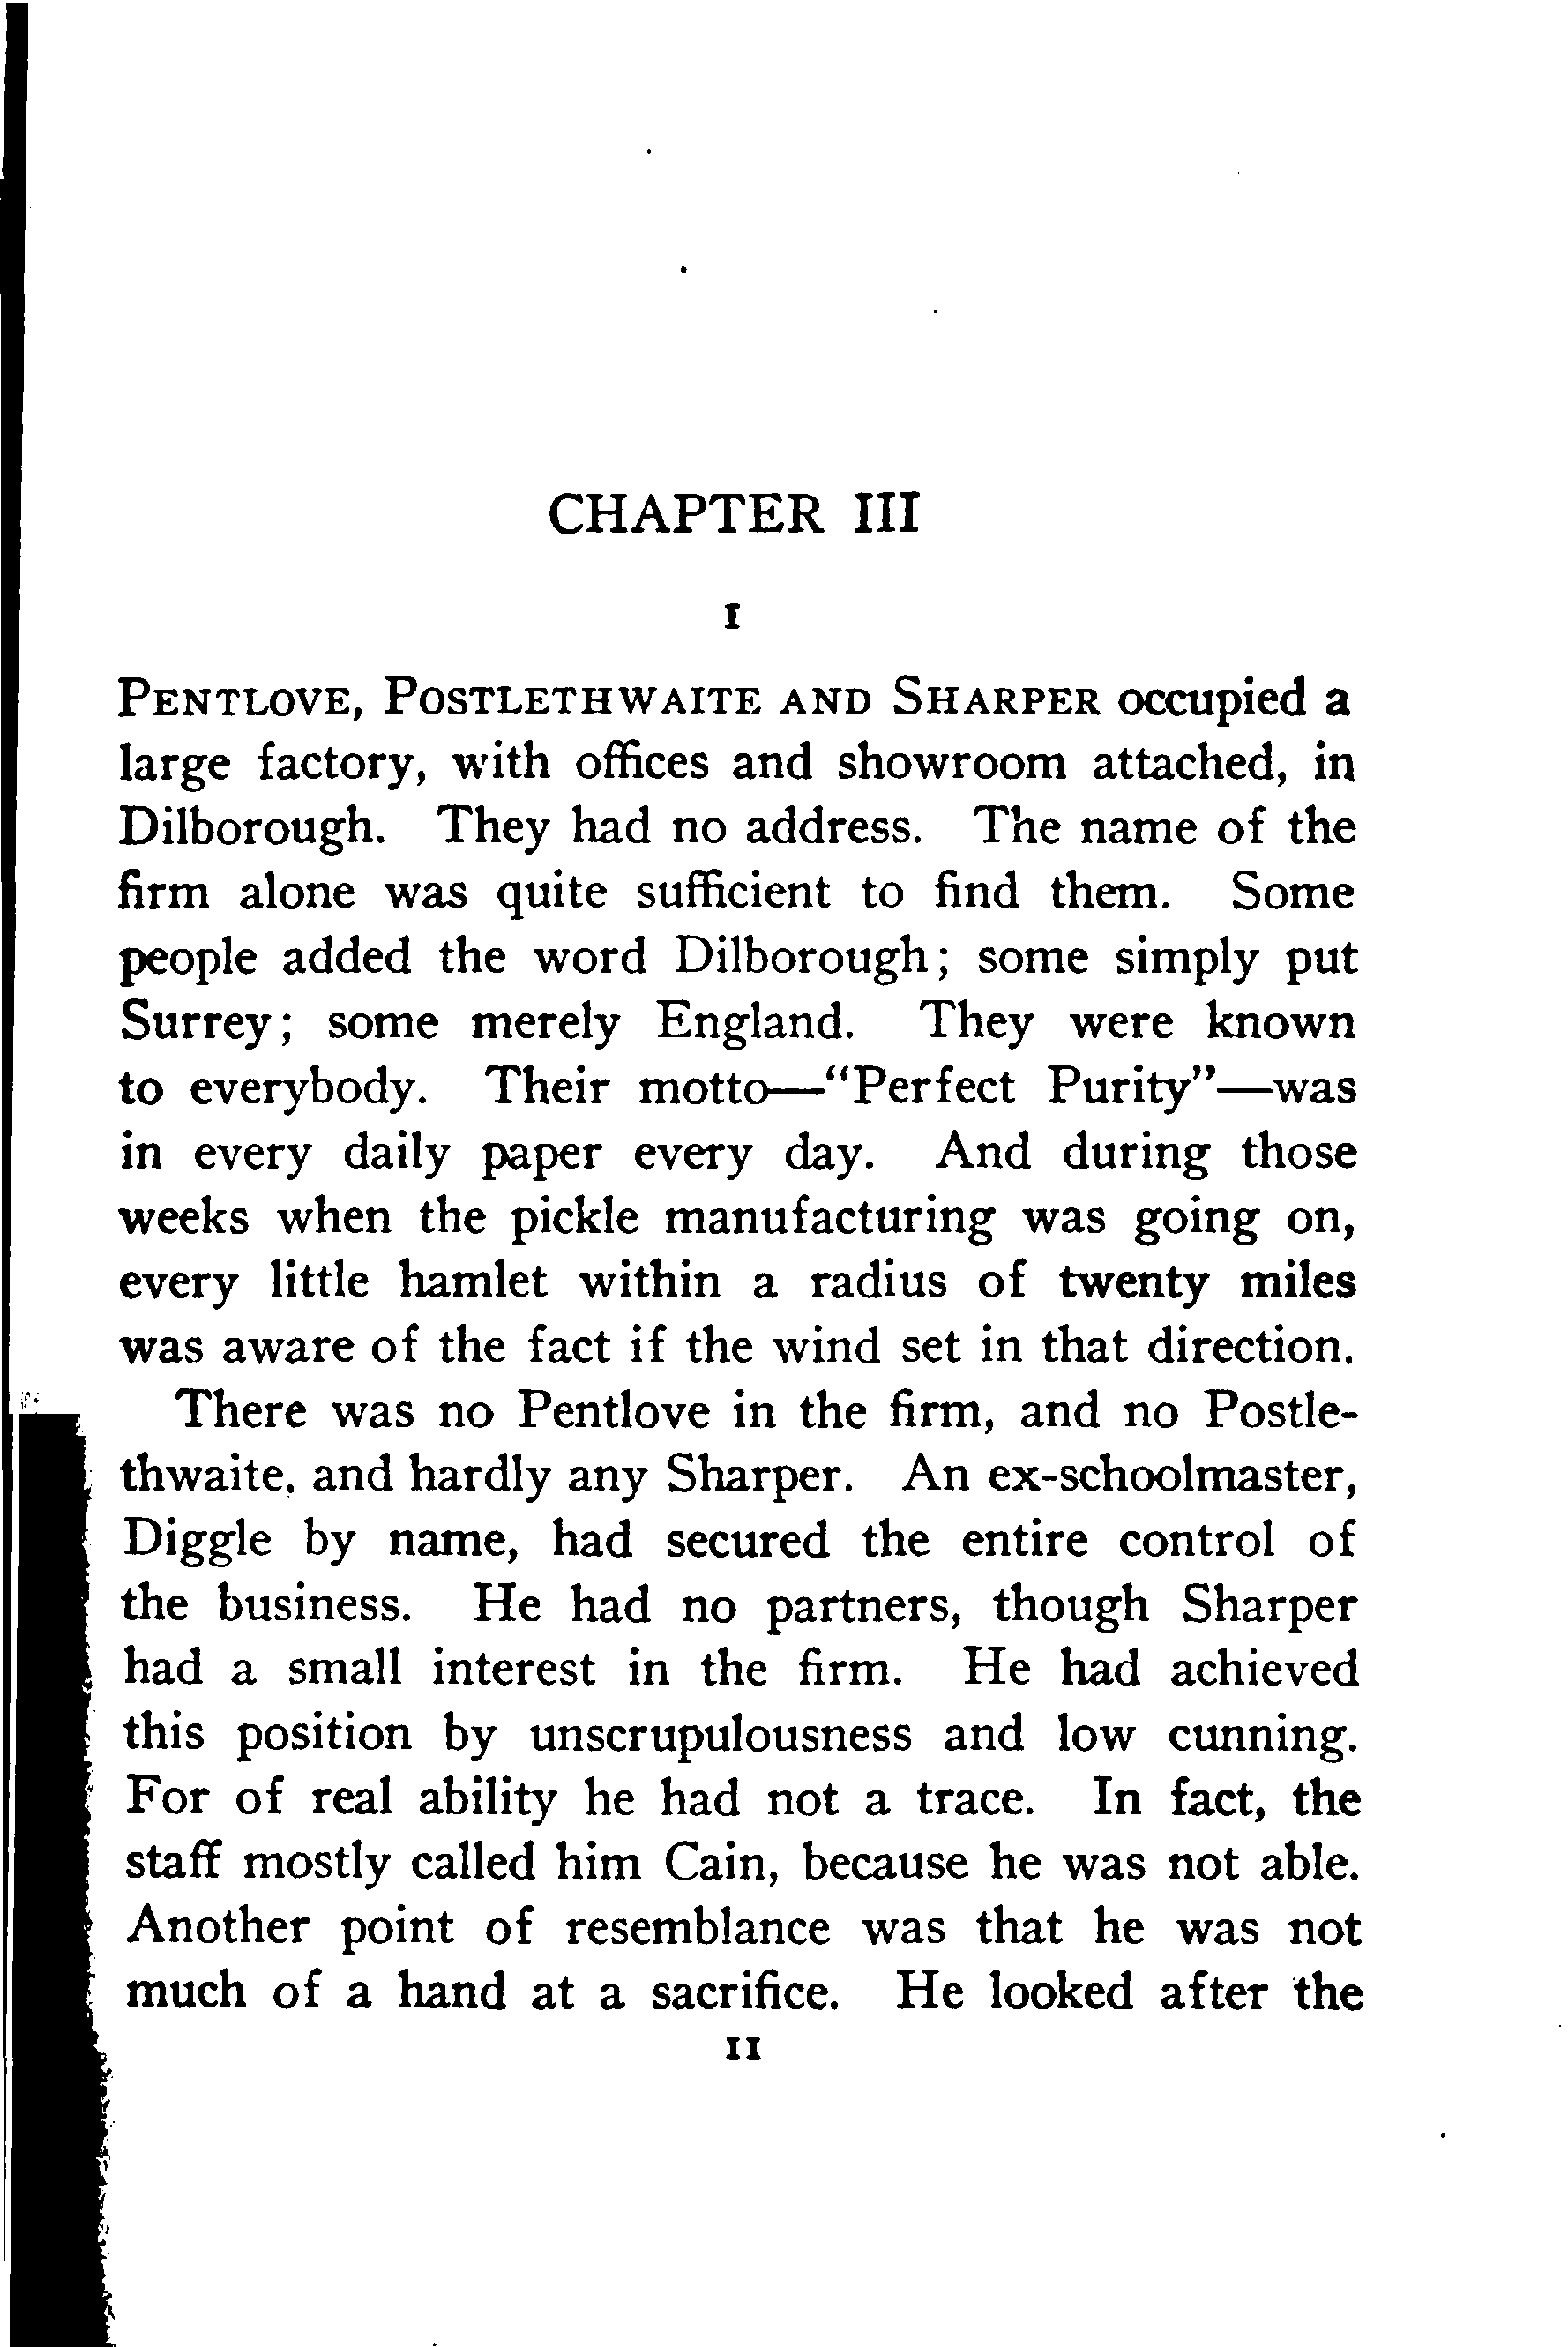 CHAPTER III
I
PENTLOVE, POSTLETHWAITE AND SHARPER occupied a
large factory, with offices and showroom attached, in
Dilborough. They had no address. The name of the
firm alone was quite sufficient to find them. Some
people added the word Dilborough; some simply put
Surrey; some merely England. They were known
to everybody. Their motto—"Perfect Purity"—was
in every daily paper every day. And during those
weeks when the pickle manufacturing was going on,
every little hamlet within a radius of twenty miles
was aware of the fact if the wind set in that direction.
There was no Pentlove in the firm, and no Postle-
thwaite, and hardly any Sharper. An ex-schoolmaster,
Diggle by name, had secured the entire control of
the business. He had no partners, though Sharper
had a small interest in the firm. He had achieved
this position by unscrupulousness and low cunning.
For of real ability he had not a trace. In fact, the
staff mostly called him Cain, because he was not able.
Another point of resemblance was that he was not
much of a hand at a sacrifice. He looked after the
11